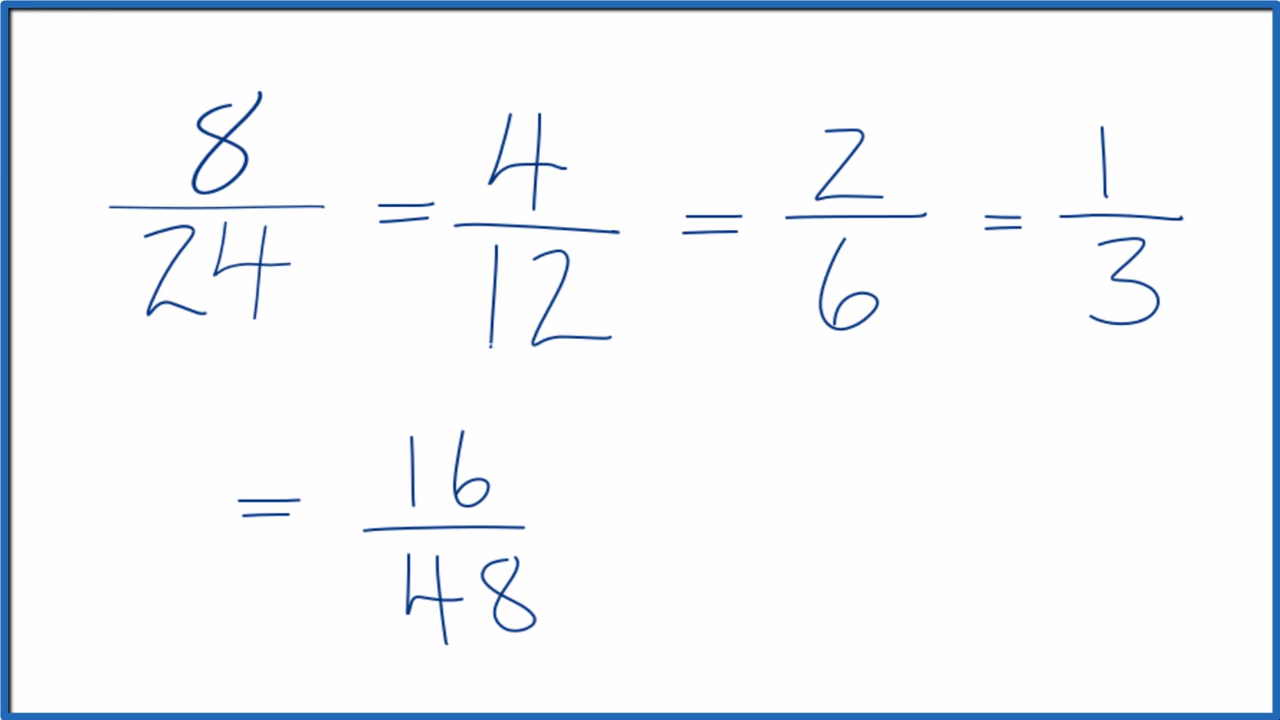 8/24 = 4/12 = 2/6 = 1/3
= 16/48